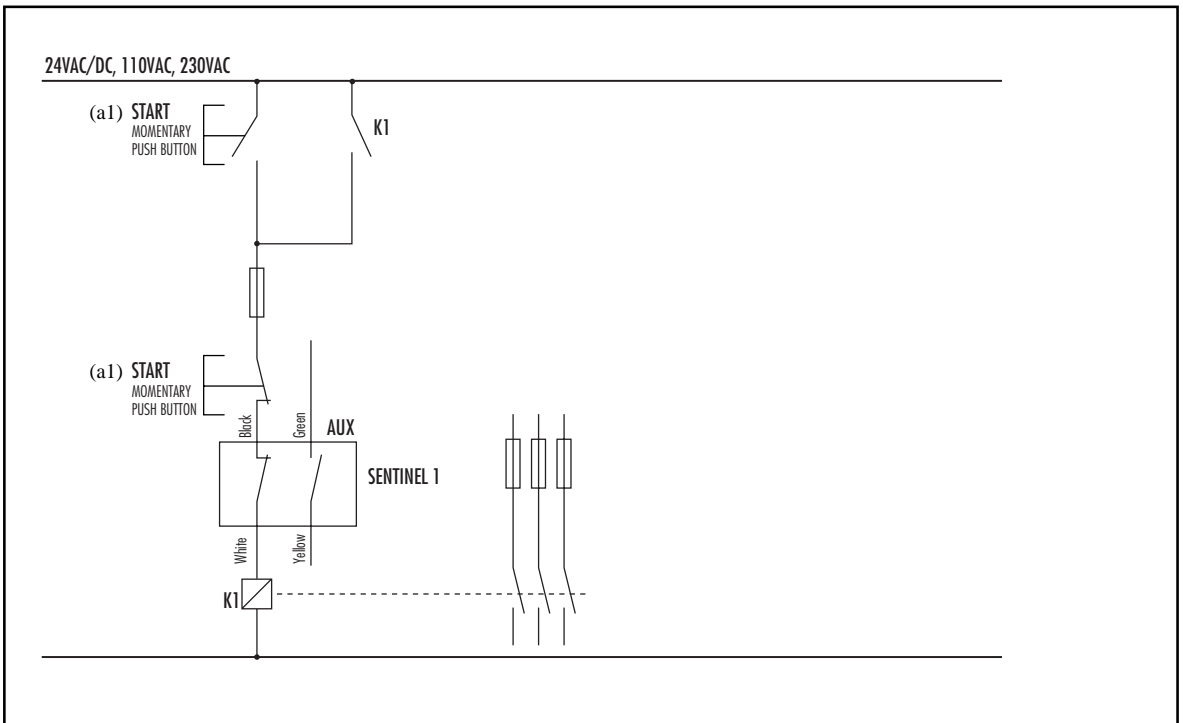 24VAC/DC, 110VAC, 230VAC
(a1) START
MOMENTARY
PUSH BUTTON
K1
(a1) START
MOMENTARY
PUSH BUTTON
Black
Green
AUX
SENTINEL 1
White
Yellow
K1